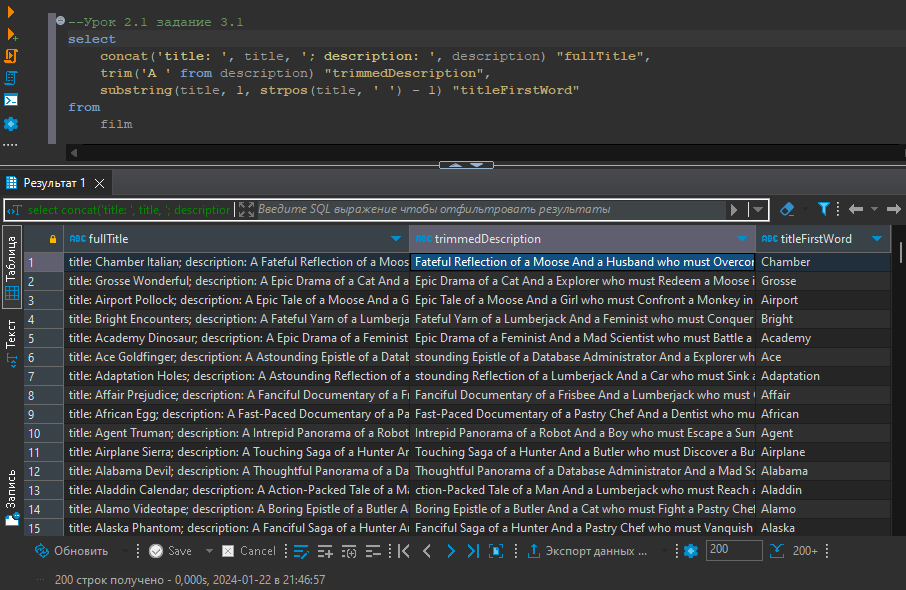 --Урок 2.1 задание 3.1
select
concat('title: ', title, '; description: ', description) "fullTitle",
trim('A ' from description) "trimmedDescription",
substring(title, 1, strpos(title, ' ') - 1) "titleFirstWord"
from
film
Результат 1
select concat('title: ', title, '; description
Введите SQL выражение чтобы отфильтровать результаты
Таблица
Текст
Запись
ABC fullTitle ABC trimmedDescription ABC titleFirstWord
1 title: Chamber Italian; description: A Fateful Reflection of a Moos Fateful Reflection of a Moose And a Husband who must Overcom Chamber
2 title: Grosse Wonderful; description: A Epic Drama of a Cat And a Epic Drama of a Cat And a Explorer who must Redeem a Moose i Grosse
3 title: Airport Pollock; description: A Epic Tale of a Moose And a G Epic Tale of a Moose And a Girl who must Confront a Monkey in Airport
4 title: Bright Encounters; description: A Fateful Yarn of a Lumberja Fateful Yarn of a Lumberjack And a Feminist who must Conquer Bright
5 title: Academy Dinosaur; description: A Epic Drama of a Feminist Epic Drama of a Feminist And a Mad Scientist who must Battle a Academy
6 title: Ace Goldfinger; description: A Astounding Epistle of a Datab stounding Epistle of a Database Administrator And a Explorer wh Ace
7 title: Adaptation Holes; description: A Astounding Reflection of a stounding Reflection of a Lumberjack And a Car who must Sink a Adaptation
8 title: Affair Prejudice; description: A Fanciful Documentary of a Fr Fanciful Documentary of a Frisbee And a Lumberjack who must Affair
9 title: African Egg; description: A Fast-Paced Documentary of a Pa Fast-Paced Documentary of a Pastry Chef And a Dentist who mu African
10 title: Agent Truman; description: A Intrepid Panorama of a Robot Intrepid Panorama of a Robot And a Boy who must Escape a Sum Agent
11 title: Airplane Sierra; description: A Touching Saga of a Hunter An Touching Saga of a Hunter And a Butler who must Discover a Bu Airplane
12 title: Alabama Devil; description: A Thoughtful Panorama of a Da Thoughtful Panorama of a Database Administrator And a Mad Sc Alabama
13 title: Aladdin Calendar; description: A Action-Packed Tale of a Ma ction-Packed Tale of a Man And a Lumberjack who must Reach a Aladdin
14 title: Alamo Videotape; description: A Boring Epistle of a Butler A Boring Epistle of a Butler And a Cat who must Fight a Pastry Chef Alamo
15 title: Alaska Phantom; description: A Fanciful Saga of a Hunter An Fanciful Saga of a Hunter And a Pastry Chef who must Vanquish Alaska
Обновить Save Cancel Экспорт данных ... 200 200+
200 строк получено - 0,000s, 2024-01-22 в 21:46:57